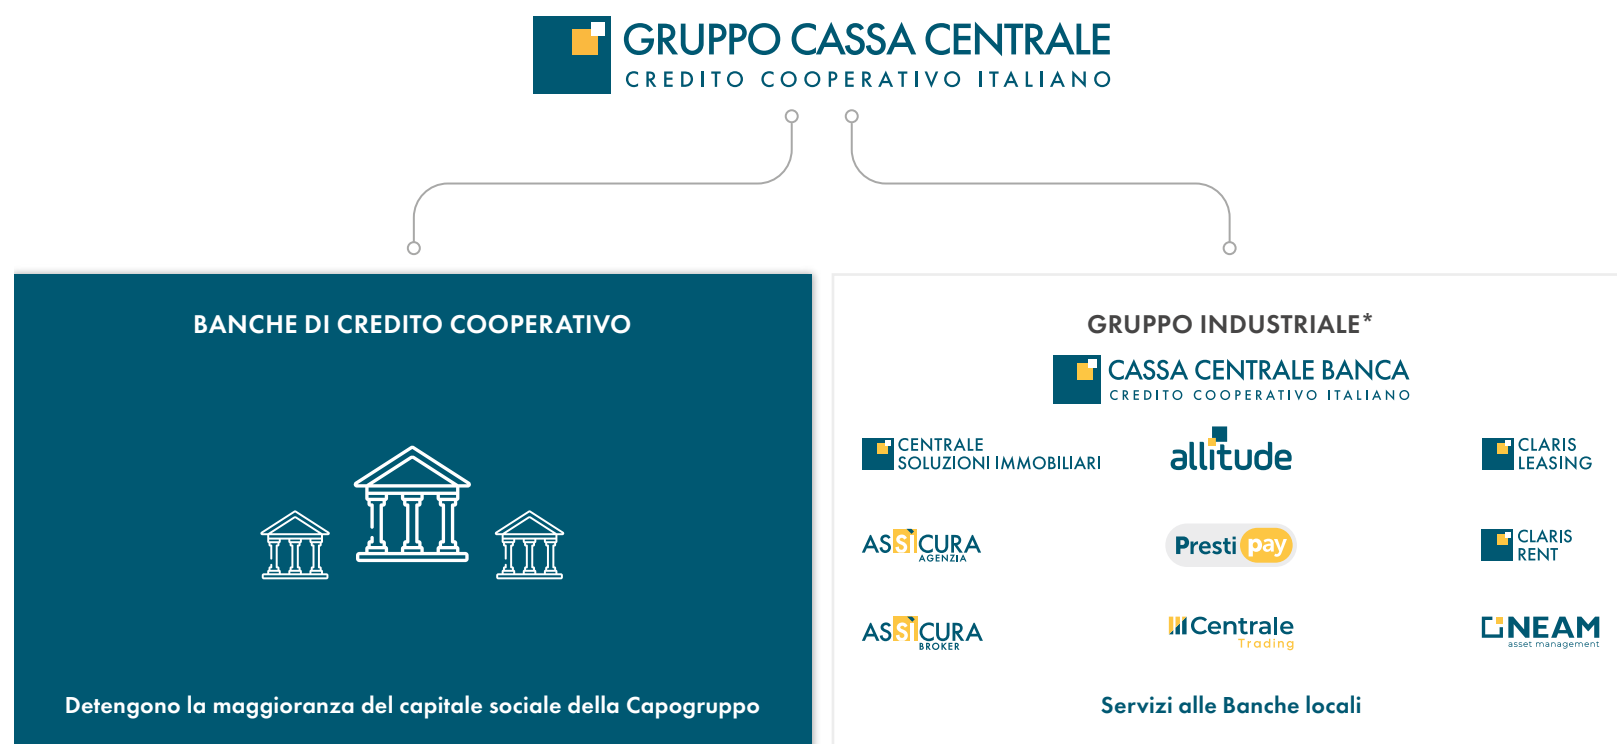 GRUPPO CASSA CENTRALE
CREDITO COOPERATIVO ITALIANO
BANCHE DI CREDITO COOPERATIVO
Detengono la maggioranza del capitale sociale della Capogruppo
GRUPPO INDUSTRIALE*
CASSA CENTRALE BANCA
CREDITO COOPERATIVO ITALIANO
CENTRALE
SOLUZIONI IMMOBILIARI
allitude
CLARIS
LEASING
ASSICURA
AGENZIA
Prestipay
CLARIS
RENT
ASSICURA
BROKER
Centrale
Trading
NEAM
asset management
Servizi alle Banche locali